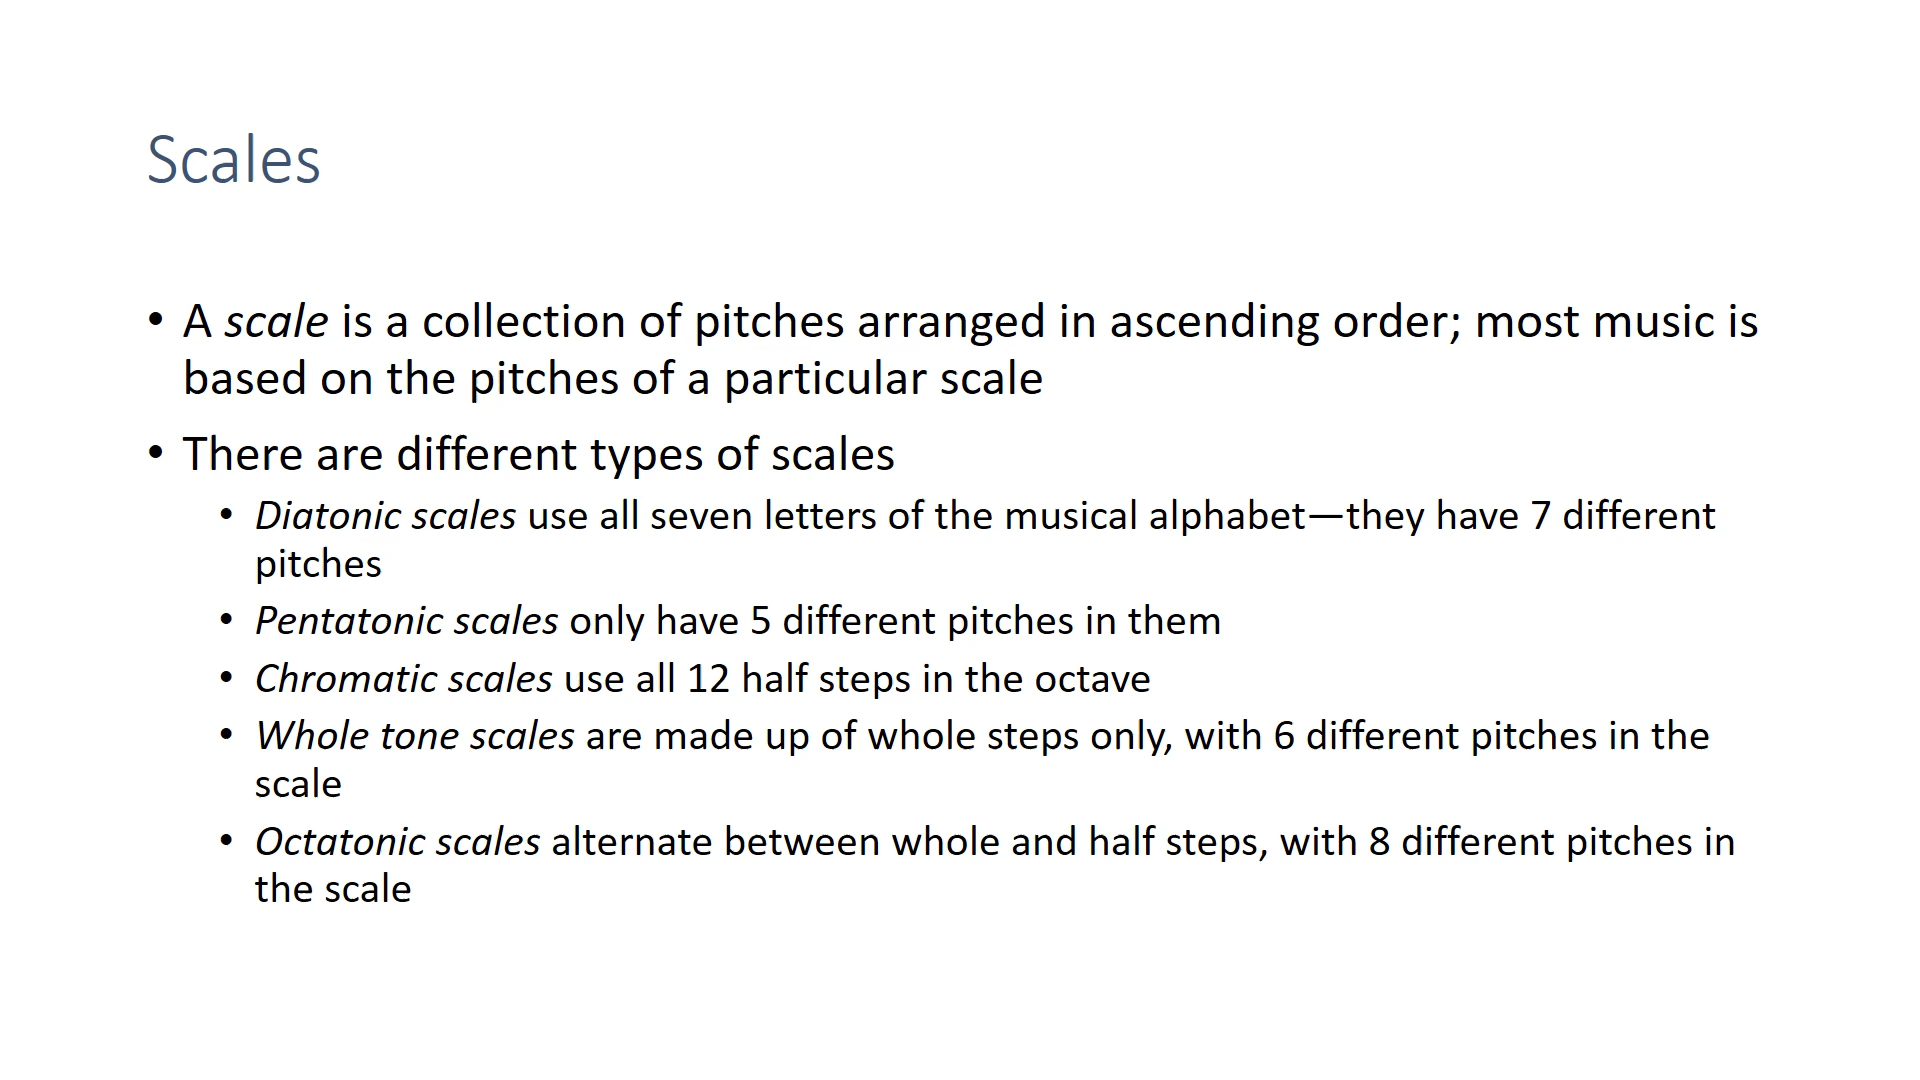 Scales
• A scale is a collection of pitches arranged in ascending order; most music is
based on the pitches of a particular scale
• There are different types of scales
• Diatonic scales use all seven letters of the musical alphabet—they have 7 different
pitches
• Pentatonic scales only have 5 different pitches in them
• Chromatic scales use all 12 half steps in the octave
• Whole tone scales are made up of whole steps only, with 6 different pitches in the
scale
• Octatonic scales alternate between whole and half steps, with 8 different pitches in
the scale